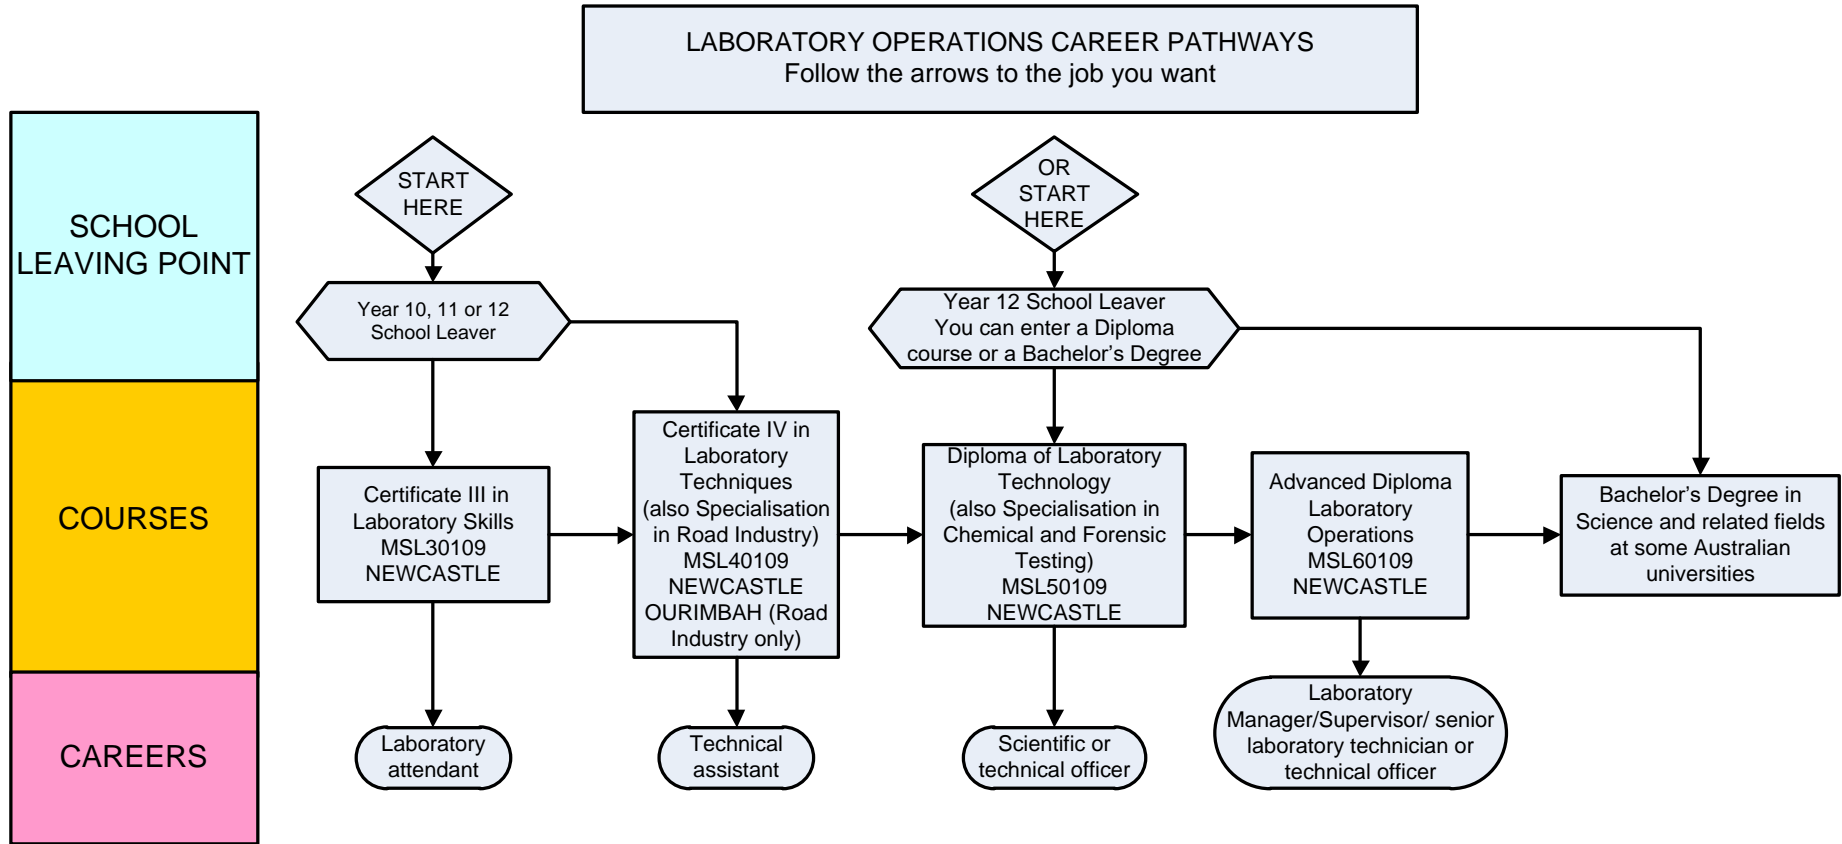 LABORATORY OPERATIONS CAREER PATHWAYS
Follow the arrows to the job you want
SCHOOL
LEAVING POINT
START
HERE
OR
START
HERE
Year 10, 11 or 12
School Leaver
Year 12 School Leaver
You can enter a Diploma
course or a Bachelor’s Degree
COURSES
Certificate III in
Laboratory Skills
MSL30109
NEWCASTLE
Certificate IV in
Laboratory
Techniques
(also Specialisation
in Road Industry)
MSL40109
NEWCASTLE
OURIMBAH (Road
Industry only)
Diploma of Laboratory
Technology
(also Specialisation in
Chemical and Forensic
Testing)
MSL50109
NEWCASTLE
Advanced Diploma
Laboratory
Operations
MSL60109
NEWCASTLE
Bachelor’s Degree in
Science and related fields
at some Australian
universities
CAREERS
Laboratory
attendant
Technical
assistant
Scientific or
technical officer
Laboratory
Manager/Supervisor/ senior
laboratory technician or
technical officer